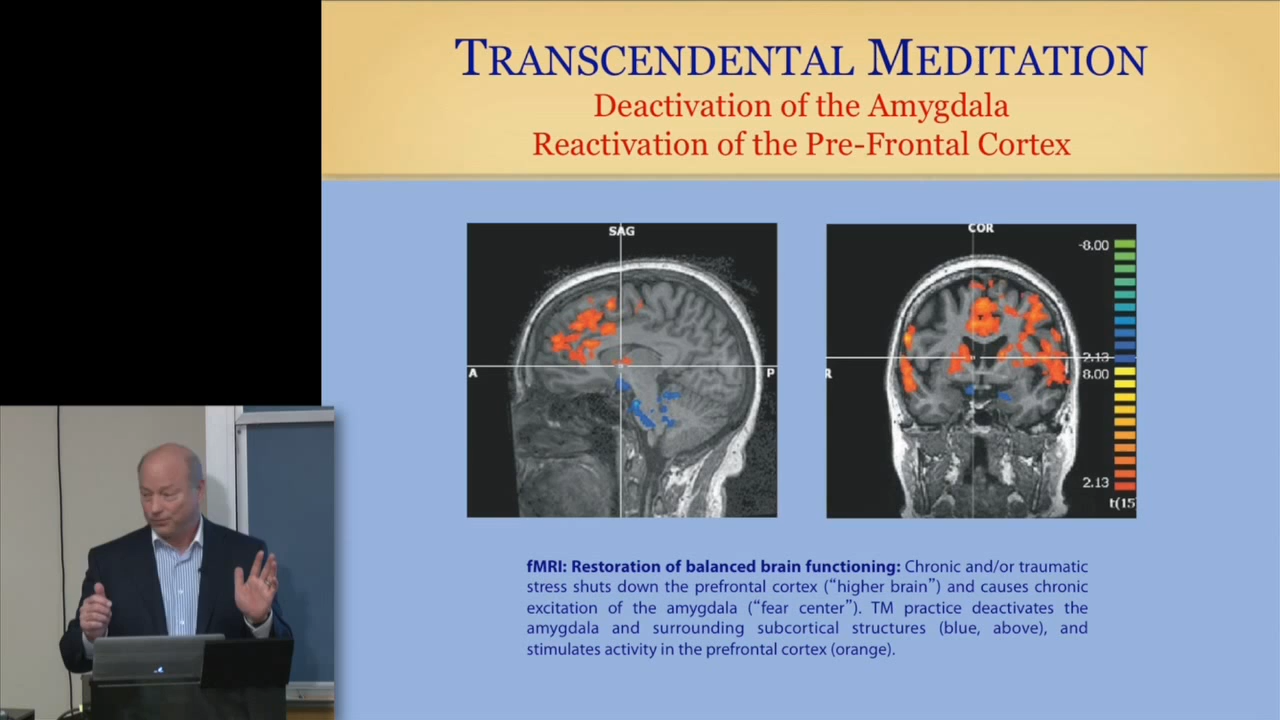 TRANSCENDENTAL MEDITATION
Deactivation of the Amygdala
Reactivation of the Pre-Frontal Cortex
SAG
A
P
COR
R
-8.00
2.13
8.00
2.13
t(15
fMRI: Restoration of balanced brain functioning: Chronic and/or traumatic
stress shuts down the prefrontal cortex (“higher brain”) and causes chronic
excitation of the amygdala (“fear center”). TM practice deactivates the
amygdala and surrounding subcortical structures (blue, above), and
stimulates activity in the prefrontal cortex (orange).